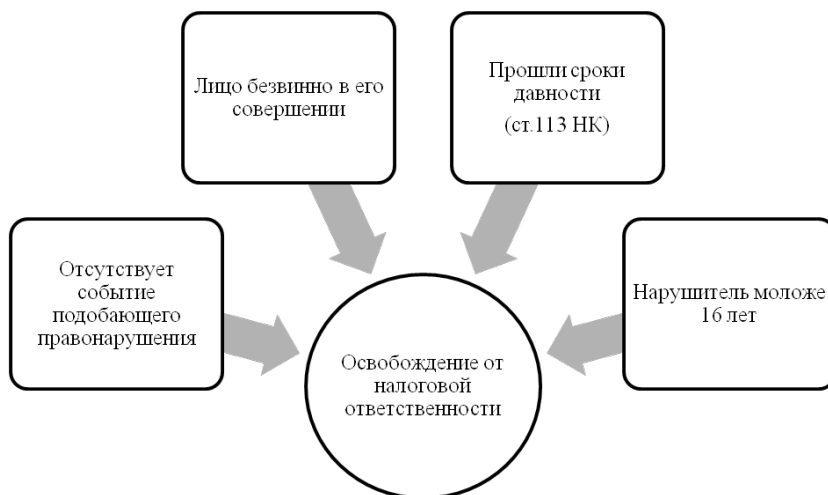 Лицо безвинно в его
совершении
Прошли сроки
давности
(ст.113 НК)
Отсутствует
событие
подобающего
правонарушения
Нарушитель моложе
16 лет
Освобождение от
налоговой
ответственности